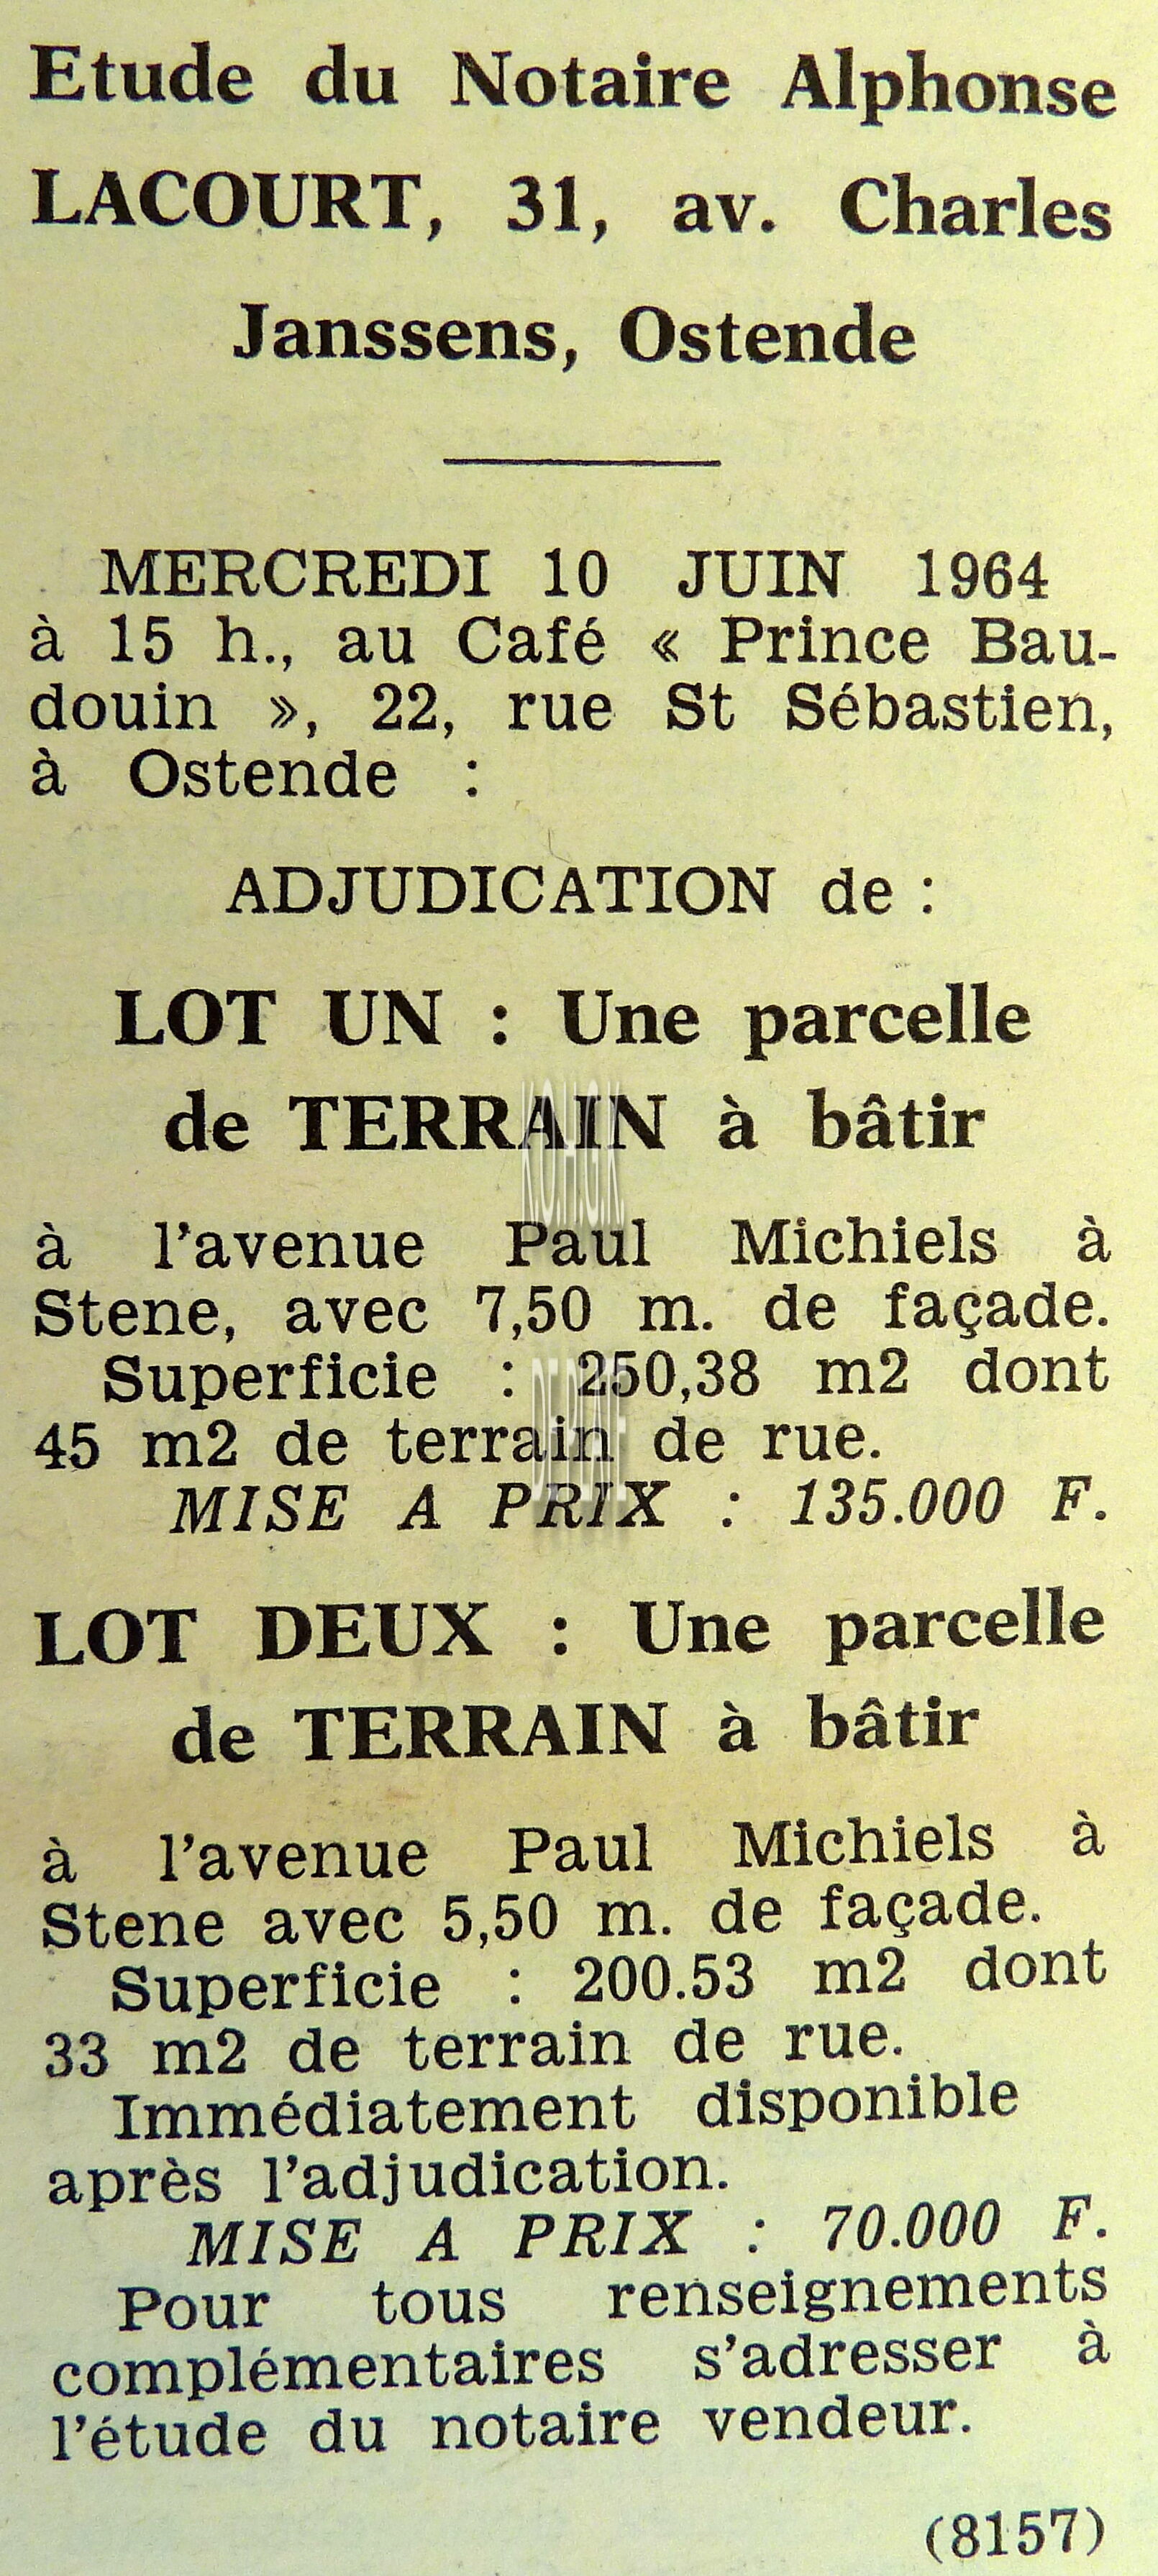 Etude du Notaire Alphonse
LACOURT, 31, av. Charles
Janssens, Ostende
MERCREDI 10 JUIN 1964
à 15 h., au Café « Prince Bau-
douin », 22, rue St Sébastien,
à Ostende :
ADJUDICATION de :
LOT UN : Une parcelle
de TERRAIN à bâtir
à l'avenue Paul Michiels à
Stene, avec 7,50 m. de façade.
Superficie : 250,38 m2 dont
45 m2 de terrain de rue.
MISE A PRIX : 135.000 F.
LOT DEUX : Une parcelle
de TERRAIN à bâtir
à l'avenue Paul Michiels à
Stene avec 5,50 m. de façade.
Superficie : 200.53 m2 dont
33 m2 de terrain de rue.
Immédiatement disponible
après l'adjudication.
MISE A PRIX : 70.000 F.
Pour tous renseignements
complémentaires s'adresser à
l'étude du notaire vendeur.
(8157)